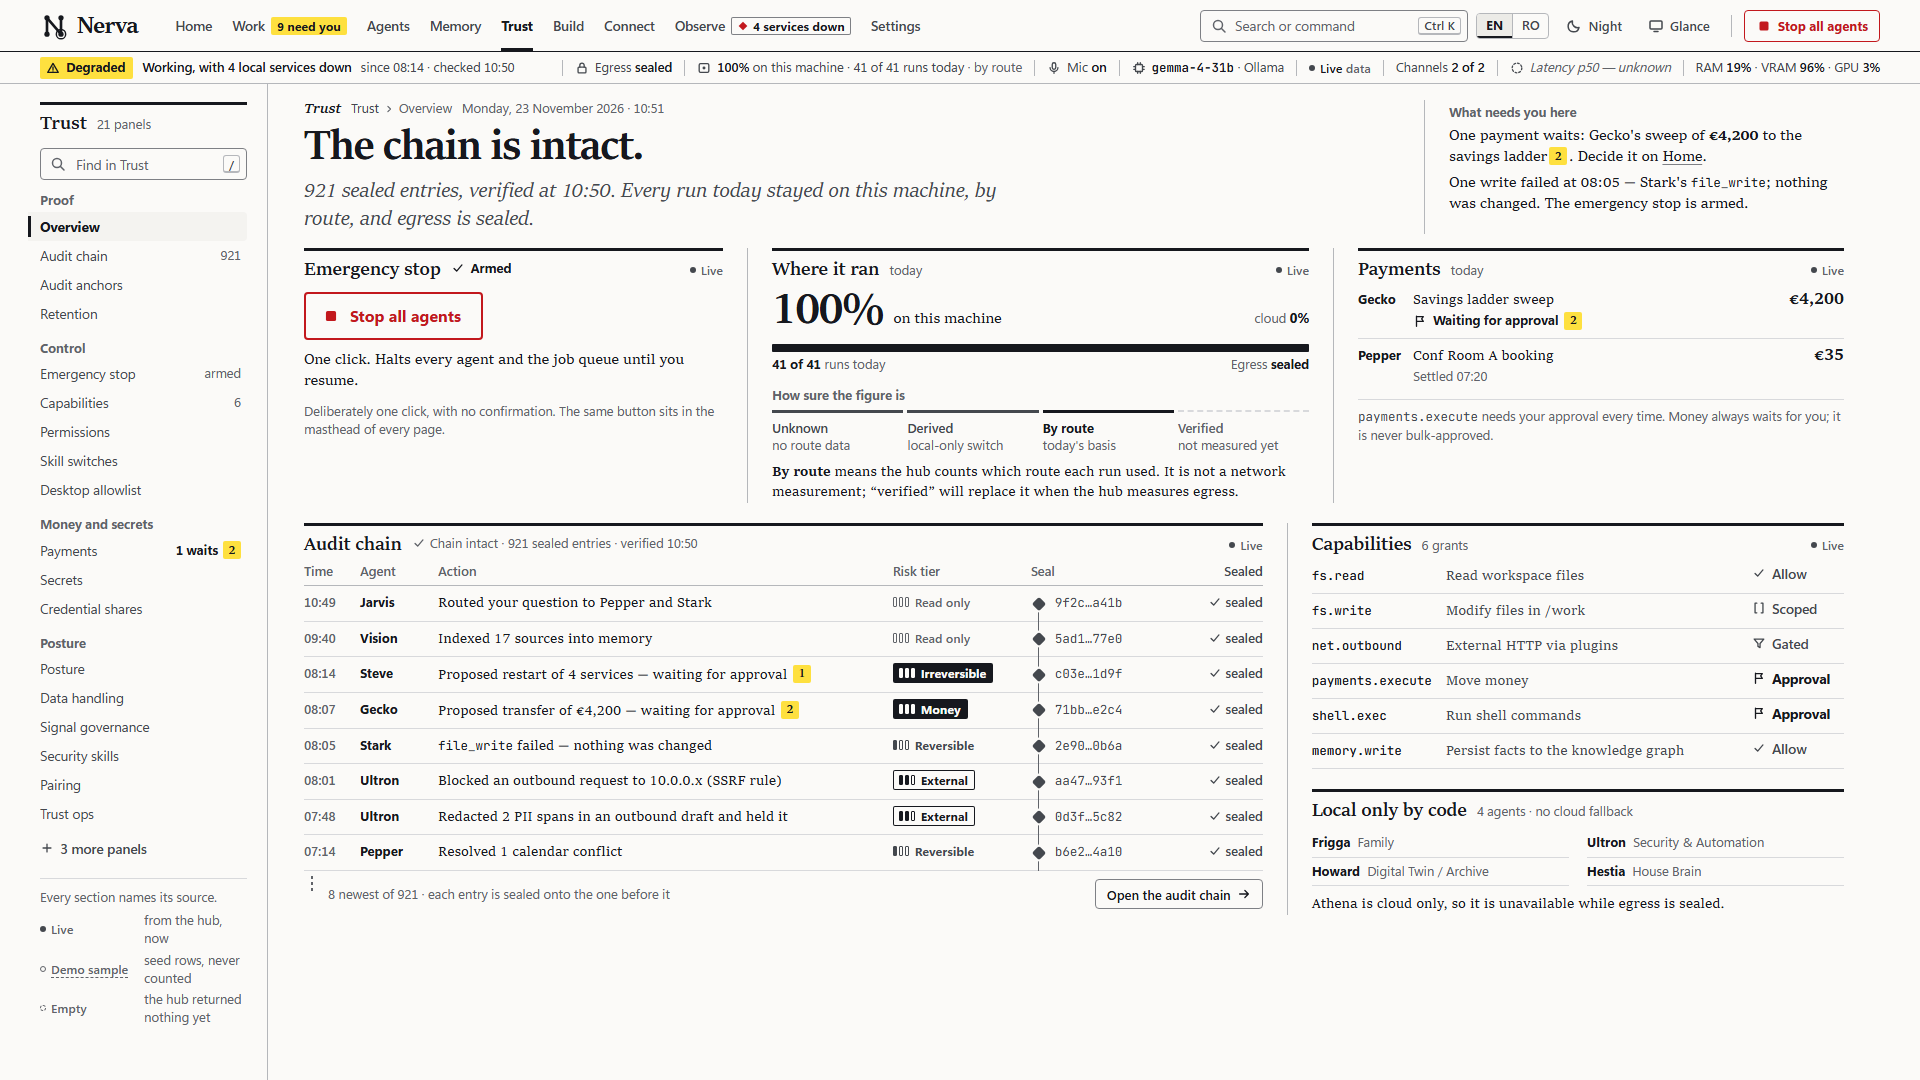 Nerva
Home
Work 9 need you
Agents
Memory
Trust
Build
Connect
Observe 4 services down
Settings
Search or command Ctrl K
EN RO
Night
Glance
Stop all agents
Degraded Working, with 4 local services down since 08:14 · checked 10:50
Egress sealed
100% on this machine · 41 of 41 runs today · by route
Mic on
gemma-4-31b · Ollama
Live data
Channels 2 of 2
Latency p50 — unknown
RAM 19% · VRAM 96% · GPU 3%
Trust 21 panels
Find in Trust /
Proof
Overview
Audit chain 921
Audit anchors
Retention
Control
Emergency stop armed
Capabilities 6
Permissions
Skill switches
Desktop allowlist
Money and secrets
Payments 1 waits 2
Secrets
Credential shares
Posture
Posture
Data handling
Signal governance
Security skills
Pairing
Trust ops
+ 3 more panels
Every section names its source.
Live from the hub, now
Demo sample seed rows, never counted
Empty the hub returned nothing yet
Trust Trust › Overview Monday, 23 November 2026 · 10:51
The chain is intact.
921 sealed entries, verified at 10:50. Every run today stayed on this machine, by
route, and egress is sealed.
What needs you here
One payment waits: Gecko's sweep of €4,200 to the
savings ladder 2 . Decide it on Home.
One write failed at 08:05 — Stark's file_write; nothing
was changed. The emergency stop is armed.
Emergency stop Armed Live
Stop all agents
One click. Halts every agent and the job queue until you
resume.
Deliberately one click, with no confirmation. The same button sits in the
masthead of every page.
Where it ran today Live
100% on this machine cloud 0%
41 of 41 runs today Egress sealed
How sure the figure is
Unknown Derived By route Verified
no route data local-only switch today's basis not measured yet
By route means the hub counts which route each run used. It is not a network
measurement; “verified” will replace it when the hub measures egress.
Payments today Live
Gecko Savings ladder sweep €4,200
Waiting for approval 2
Pepper Conf Room A booking €35
Settled 07:20
payments.execute needs your approval every time. Money always waits for you; it
is never bulk-approved.
Audit chain Chain intact · 921 sealed entries · verified 10:50 Live
Time Agent Action Risk tier Seal Sealed
10:49 Jarvis Routed your question to Pepper and Stark Read only 9f2c…a41b sealed
09:40 Vision Indexed 17 sources into memory Read only 5ad1…77e0 sealed
08:14 Steve Proposed restart of 4 services — waiting for approval 1 Irreversible c03e…1d9f sealed
08:07 Gecko Proposed transfer of €4,200 — waiting for approval 2 Money 71bb…e2c4 sealed
08:05 Stark file_write failed — nothing was changed Reversible 2e90…0b6a sealed
08:01 Ultron Blocked an outbound request to 10.0.0.x (SSRF rule) External aa47…93f1 sealed
07:48 Ultron Redacted 2 PII spans in an outbound draft and held it External 0d3f…5c82 sealed
07:14 Pepper Resolved 1 calendar conflict Reversible b6e2…4a10 sealed
8 newest of 921 · each entry is sealed onto the one before it
Open the audit chain →
Capabilities 6 grants Live
fs.read Read workspace files Allow
fs.write Modify files in /work Scoped
net.outbound External HTTP via plugins Gated
payments.execute Move money Approval
shell.exec Run shell commands Approval
memory.write Persist facts to the knowledge graph Allow
Local only by code 4 agents · no cloud fallback
Frigga Family Ultron Security & Automation
Howard Digital Twin / Archive Hestia House Brain
Athena is cloud only, so it is unavailable while egress is sealed.